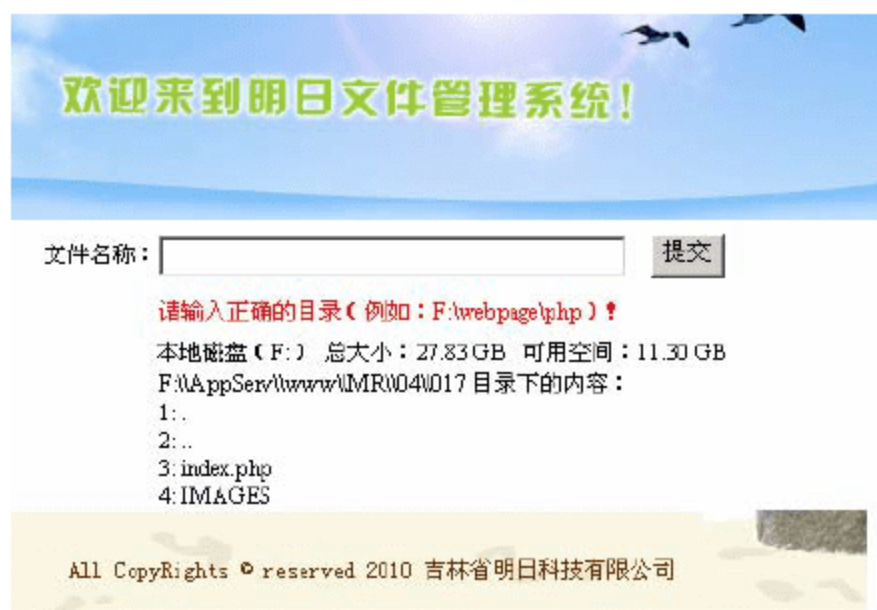 欢迎来到明日文件管理系统！
文件名称： 提交
请输入正确的目录（例如：F:\webpage\php）！
本地磁盘（F:） 总大小：27.83 GB 可用空间：11.30 GB
F:\\AppServ\\www\\MR\\04\\017 目录下的内容：
1: .
2: ..
3: index.php
4: IMAGES
All CopyRights © reserved 2010 吉林省明日科技有限公司